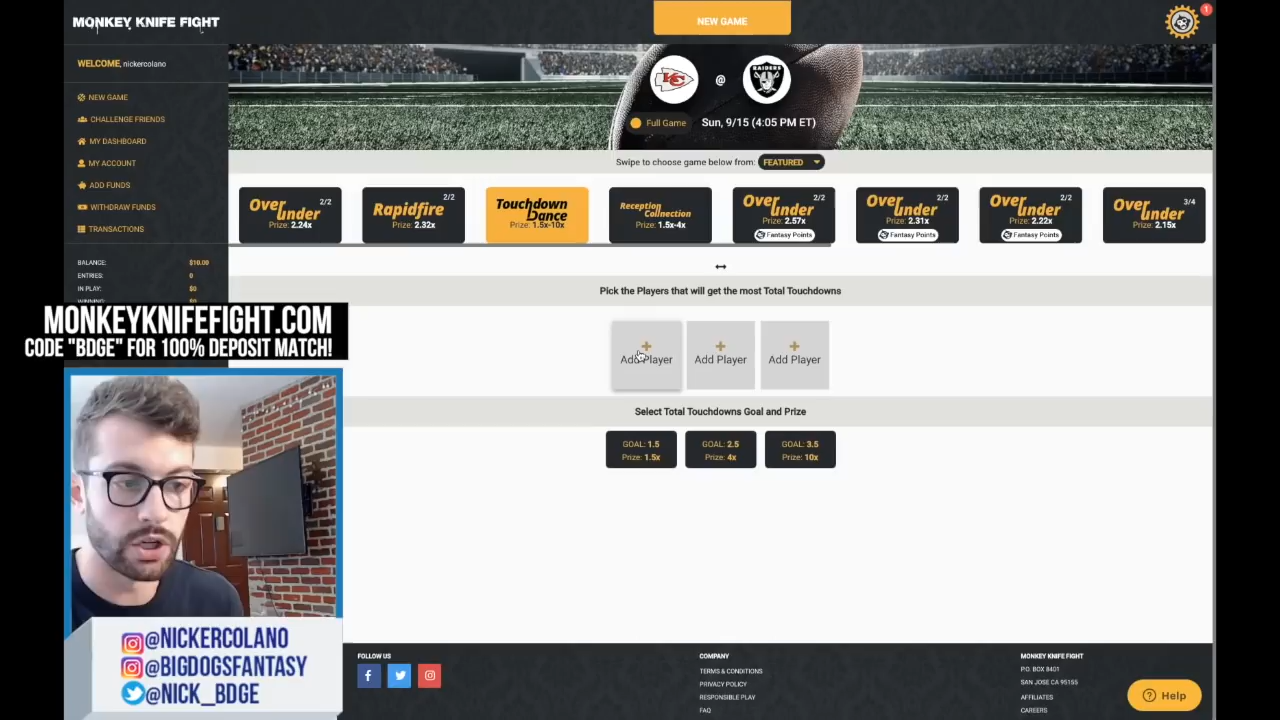 MONKEY KNIFE FIGHT
NEW GAME
1
WELCOME, nickercolano
NEW GAME
CHALLENGE FRIENDS
MY DASHBOARD
MY ACCOUNT
ADD FUNDS
WITHDRAW FUNDS
TRANSACTIONS
BALANCE: $10.00
ENTRIES: 0
IN PLAY: $0
KC
@
RAIDERS
Full Game
Sun, 9/15 (4:05 PM ET)
Swipe to choose game below from: FEATURED
Over Under 2/2
Prize: 2.24x
Rapidfire 2/2
Prize: 2.32x
Touchdown Dance
Prize: 1.5x-10x
Reception Connection
Prize: 1.5x-4x
Over Under 2/2
Prize: 2.57x
Fantasy Points
Over Under 2/2
Prize: 2.31x
Fantasy Points
Over Under 2/2
Prize: 2.22x
Fantasy Points
Over Under 3/4
Prize: 2.15x
Pick the Players that will get the most Total Touchdowns
Add Player
Add Player
Add Player
Select Total Touchdowns Goal and Prize
GOAL: 1.5
Prize: 1.5x
GOAL: 2.5
Prize: 4x
GOAL: 3.5
Prize: 10x
MONKEYKNIFEFIGHT.COM
CODE "BDGE" FOR 100% DEPOSIT MATCH!
@NICKERCOLANO
@BIGDOGSFANTASY
@NICK_BDGE
FOLLOW US
COMPANY
TERMS & CONDITIONS
PRIVACY POLICY
RESPONSIBLE PLAY
FAQ
MONKEY KNIFE FIGHT
P.O. BOX 8401
SAN JOSE CA 95155
AFFILIATES
CAREERS
Help